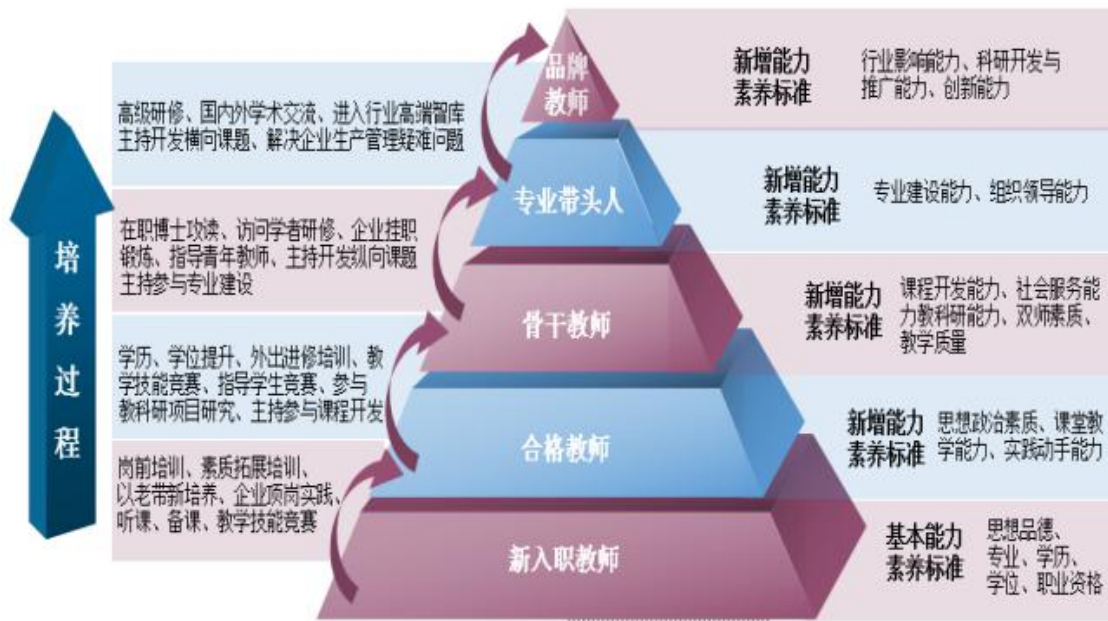 培养过程
高级研修、国内外学术交流、进入行业高端智库
主持开发横向课题、解决企业生产管理疑难问题
在职博士攻读、访问学者研修、企业挂职
锻炼、指导青年教师、主持开发纵向课题
主持参与专业建设
学历、学位提升、外出进修培训、教
学技能竞赛、指导学生竞赛、参与
教科研项目研究、主持参与课程开发
岗前培训、素质拓展培训、
以老带新培养、企业顶岗实践、
听课、备课、教学技能竞赛
品牌
教师
专业带头人
骨干教师
合格教师
新入职教师
新增能力
素养标准
行业影响能力、科研开发与
推广能力、创新能力
新增能力
素养标准
专业建设能力、组织领导能力
新增能力
素养标准
课程开发能力、社会服务能
力教科研能力、双师素质、
教学质量
新增能力
素养标准
思想政治素质、课堂教
学能力、实践动手能力
基本能力
素养标准
思想品德、
专业、学历、
学位、职业资格